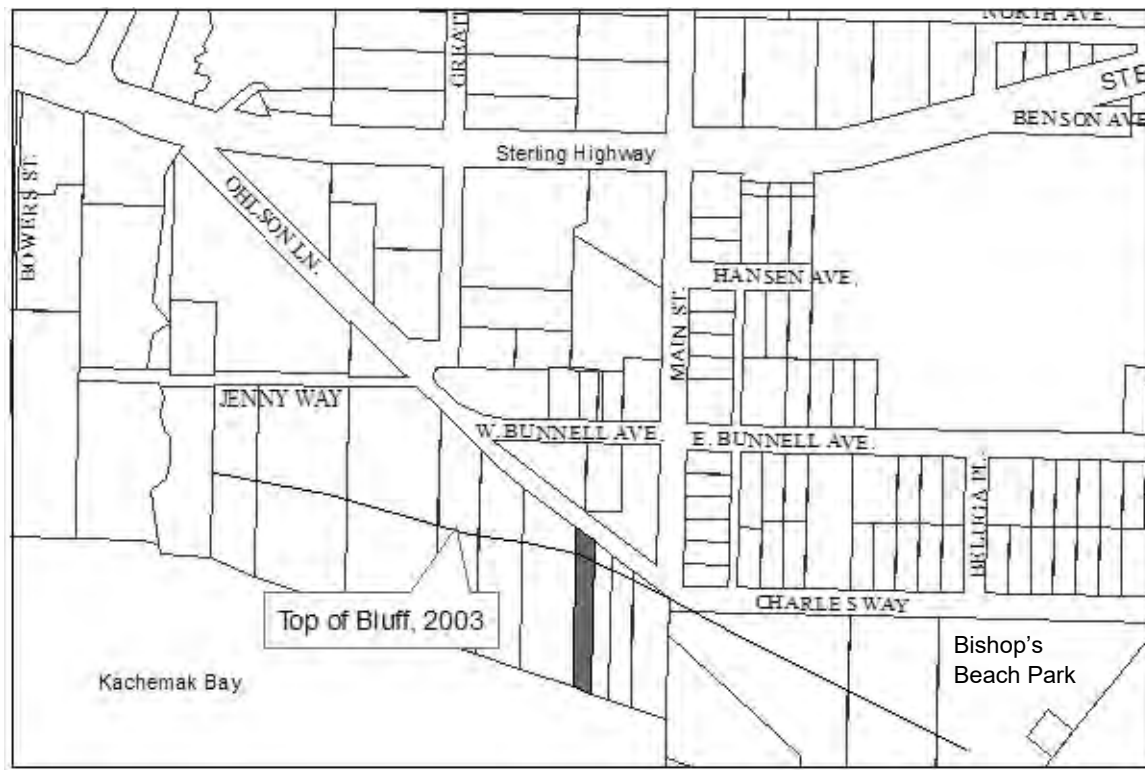 NORTH AVE.
GREATL
STE
BENSON AVE
Sterling Highway
BOWERS ST.
OHLSON LN.
HANSEN AVE.
MAIN ST.
JENNY WAY
W. BUNNELL AVE.
E. BUNNELL AVE.
BELUGA PL.
CHARLES WAY
Top of Bluff, 2003
Bishop's
Beach Park
Kachemak Bay